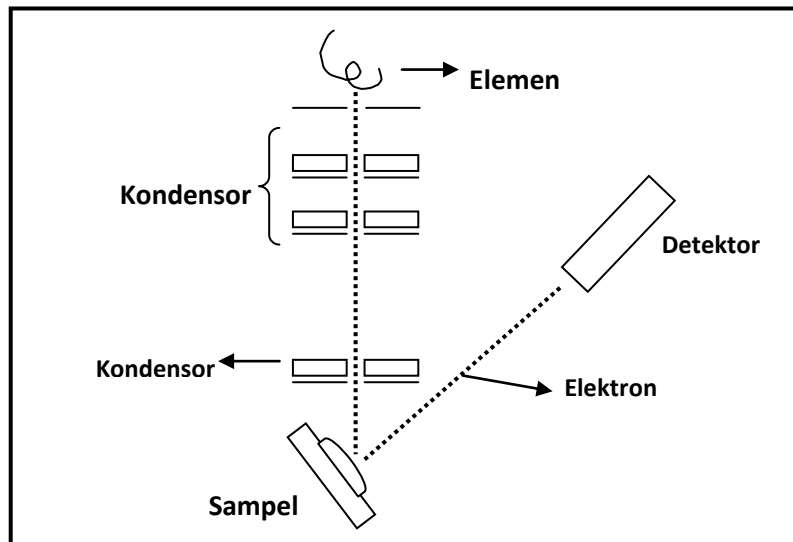 Elemen
Kondensor
Detektor
Kondensor
Elektron
Sampel